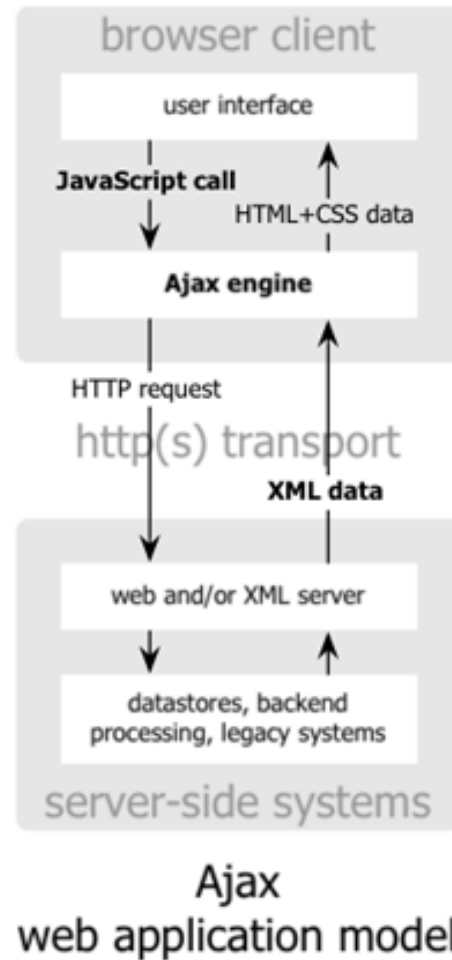 browser client
user interface
JavaScript call
HTML+CSS data
Ajax engine
HTTP request
http(s) transport
XML data
web and/or XML server
datastores, backend
processing, legacy systems
server-side systems
Ajax
web application model